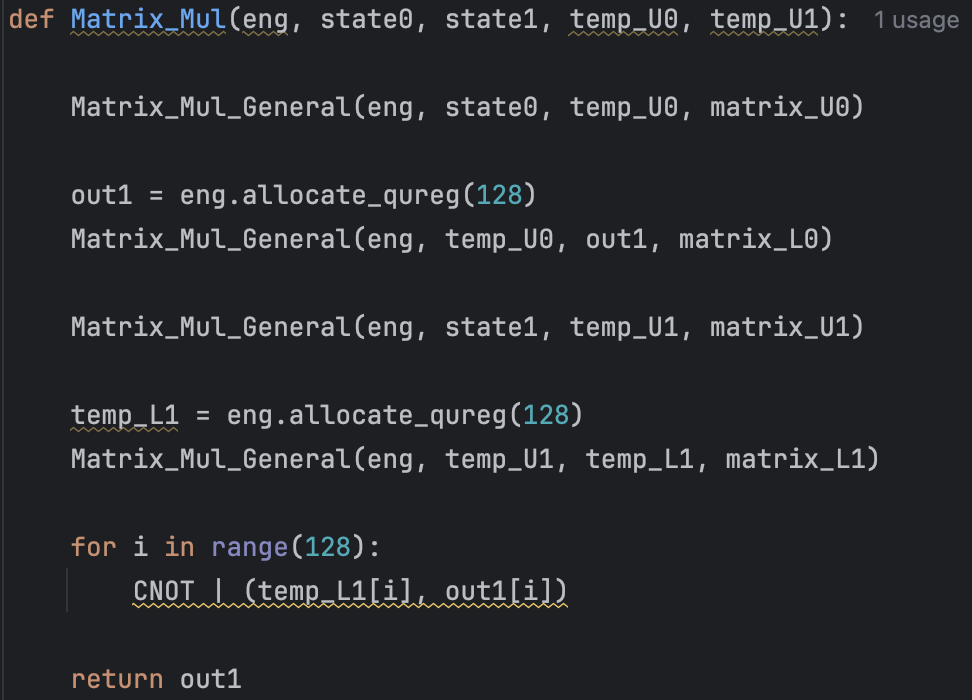 def Matrix_Mul(eng, state0, state1, temp_U0, temp_U1): 1 usage
Matrix_Mul_General(eng, state0, temp_U0, matrix_U0)
out1 = eng.allocate_qureg(128)
Matrix_Mul_General(eng, temp_U0, out1, matrix_L0)
Matrix_Mul_General(eng, state1, temp_U1, matrix_U1)
temp_L1 = eng.allocate_qureg(128)
Matrix_Mul_General(eng, temp_U1, temp_L1, matrix_L1)
for i in range(128):
CNOT | (temp_L1[i], out1[i])
return out1